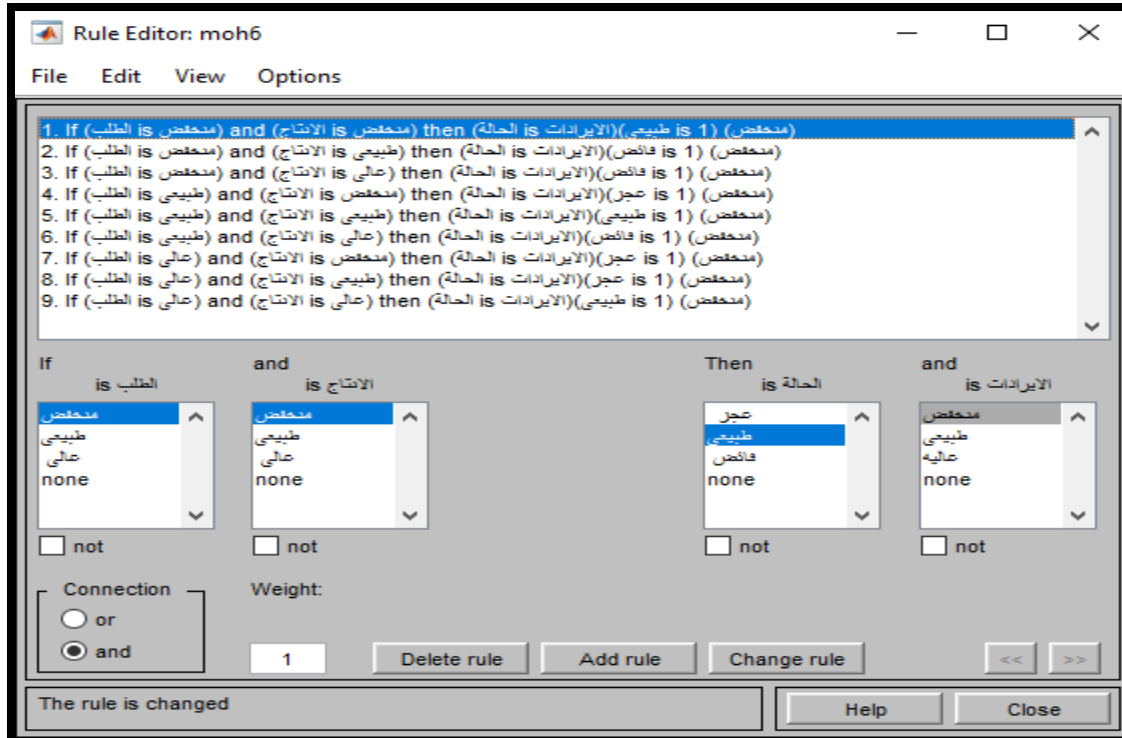 Rule Editor: moh6
File Edit View Options
1. If (الطلب is منخفض) and (الانتاج is منخفض) then (الحالة is طبيعي)(الايرادات is منخفض) (1)
2. If (الطلب is منخفض) and (الانتاج is طبيعي) then (الحالة is فائض)(الايرادات is منخفض) (1)
3. If (الطلب is منخفض) and (الانتاج is عالي) then (الحالة is فائض)(الايرادات is منخفض) (1)
4. If (الطلب is طبيعي) and (الانتاج is منخفض) then (الحالة is عجز)(الايرادات is منخفض) (1)
5. If (الطلب is طبيعي) and (الانتاج is طبيعي) then (الحالة is طبيعي)(الايرادات is منخفض) (1)
6. If (الطلب is طبيعي) and (الانتاج is عالي) then (الحالة is فائض)(الايرادات is منخفض) (1)
7. If (الطلب is عالي) and (الانتاج is منخفض) then (الحالة is عجز)(الايرادات is منخفض) (1)
8. If (الطلب is عالي) and (الانتاج is طبيعي) then (الحالة is عجز)(الايرادات is منخفض) (1)
9. If (الطلب is عالي) and (الانتاج is عالي) then (الحالة is طبيعي)(الايرادات is منخفض) (1)
If
الطلب is
منخفض
طبيعي
عالي
none
not
and
الانتاج is
منخفض
طبيعي
عالي
none
not
Then
الحالة is
عجز
طبيعي
فائض
none
not
and
الايرادات is
منخفض
طبيعي
عاليه
none
not
Connection
or
and
Weight:
1
Delete rule
Add rule
Change rule
<<
>>
The rule is changed
Help
Close